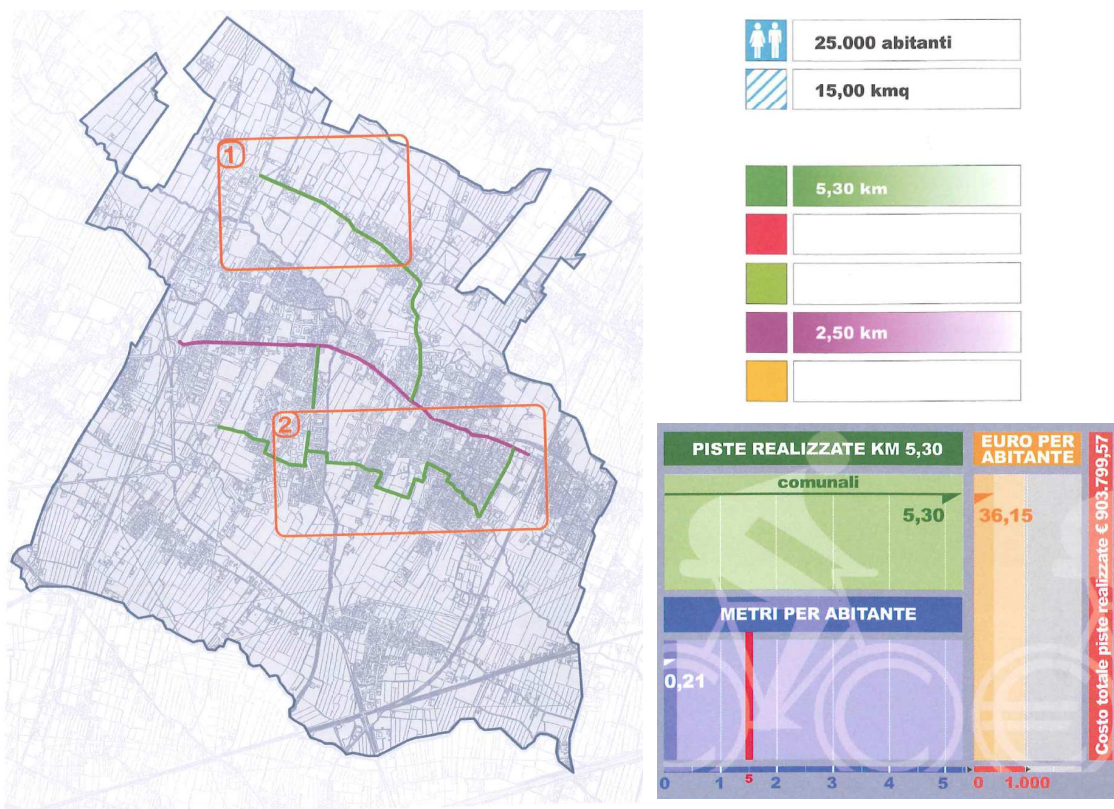 1
2
25.000 abitanti
15,00 kmq
5,30 km
2,50 km
PISTE REALIZZATE KM 5,30
comunali
5,30
METRI PER ABITANTE
0,21
0 1 5 2 3 4 5
EURO PER
ABITANTE
36,15
0 1.000
Costo totale piste realizzate € 903.799,57